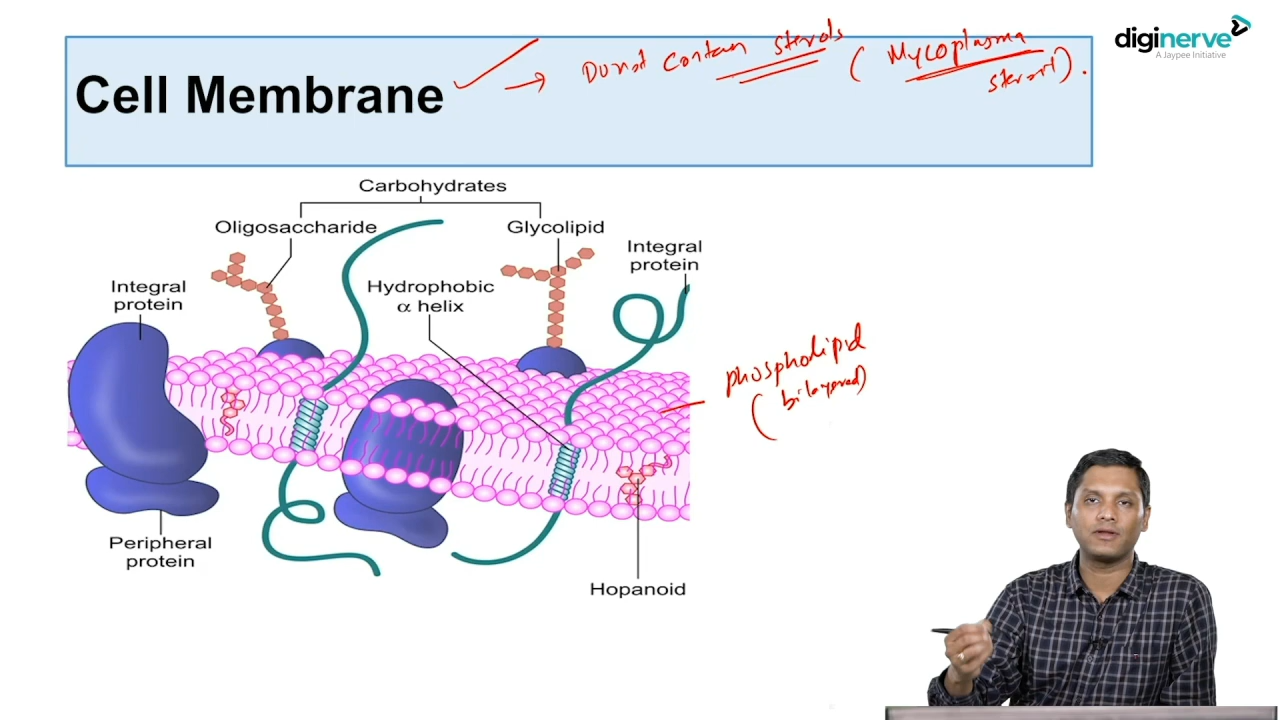 → Do not contain sterols (Mycoplasma
sterol).
diginerve
A Jaypee Initiative
Cell Membrane
Carbohydrates
Oligosaccharide
Glycolipid
Integral
protein
Integral
protein
Hydrophobic
α helix
phospholipid
(bilayered)
Peripheral
protein
Hopanoid